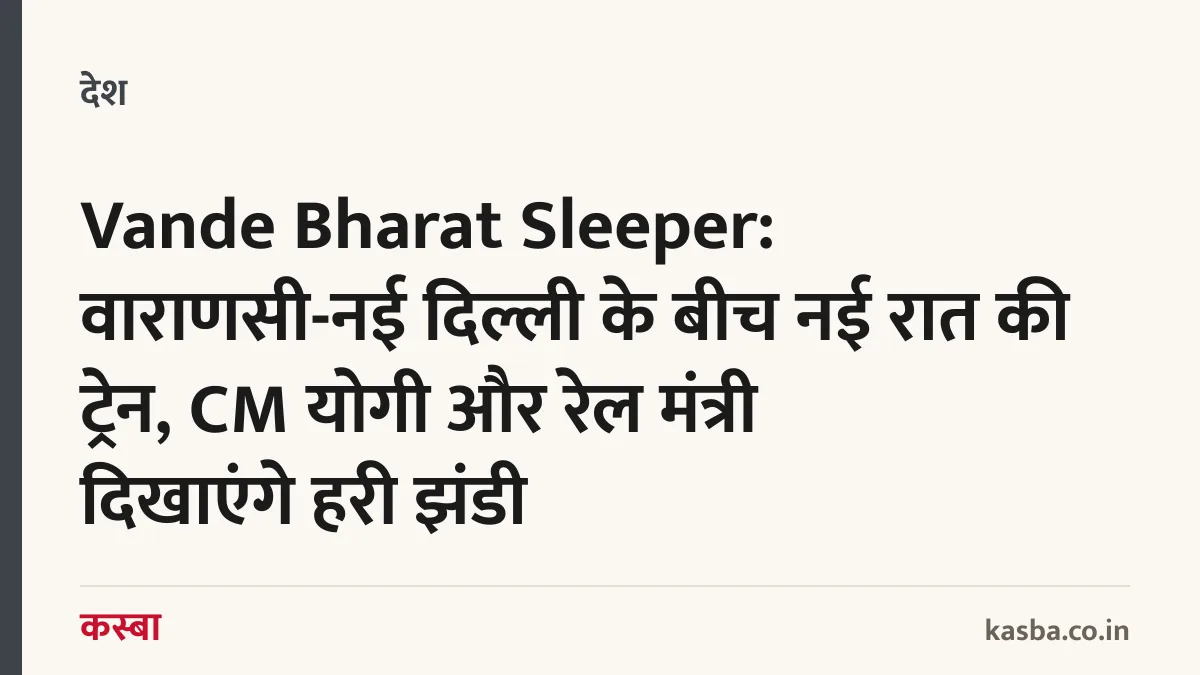 देश
Vande Bharat Sleeper:
वाराणसी-नई दिल्ली के बीच नई रात की
ट्रेन, CM योगी और रेल मंत्री
दिखाएंगे हरी झंडी
कस्बा
kasba.co.in